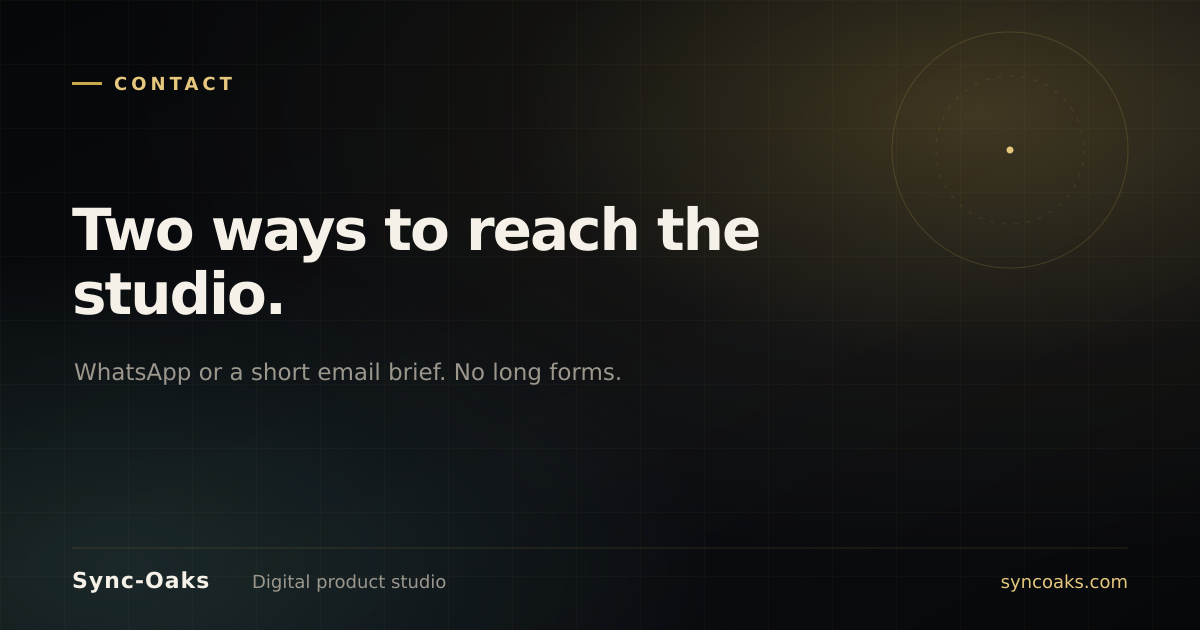 CONTACT
Two ways to reach the
studio.
WhatsApp or a short email brief. No long forms.
Sync-Oaks
Digital product studio
syncoaks.com